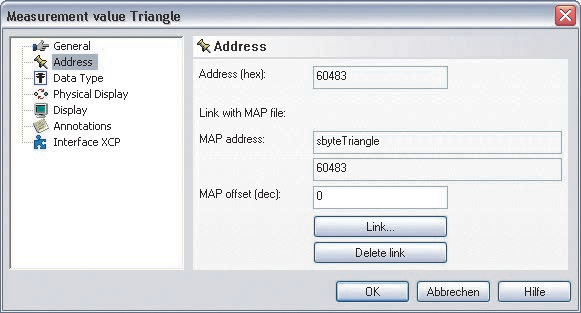 Measurement value Triangle
General
Address
Data Type
Physical Display
Display
Annotations
Interface XCP
Address
Address (hex): 60483
Link with MAP file:
MAP address: sbyteTriangle
60483
MAP offset (dec): 0
Link...
Delete link
OK Abbrechen Hilfe